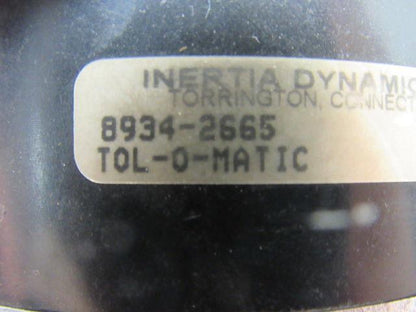 INERTIA DYNAMIC
TORRINGTON, CONNECT
8934-2665
TOL-O-MATIC